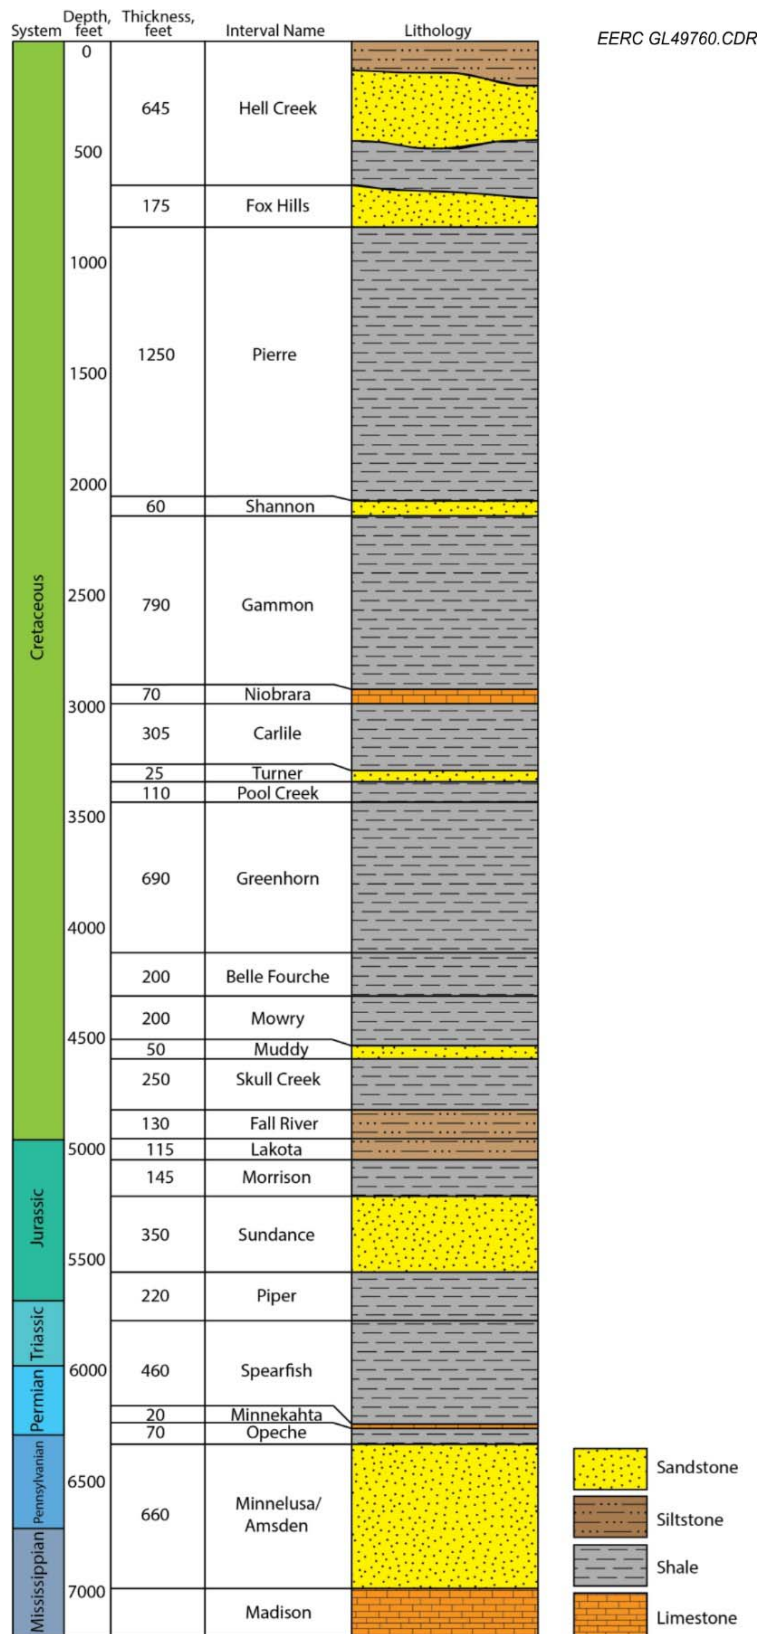 Depth, Thickness,
System feet feet Interval Name Lithology
EERC GL49760.CDR
0
645 Hell Creek
500
175 Fox Hills
1000
1250 Pierre
1500
2000
60 Shannon
Cretaceous
2500
790 Gammon
70 Niobrara
3000
305 Carlile
25 Turner
110 Pool Creek
3500
690 Greenhorn
4000
200 Belle Fourche
200 Mowry
4500
50 Muddy
250 Skull Creek
130 Fall River
5000
115 Lakota
145 Morrison
Jurassic
350 Sundance
5500
220 Piper
Triassic
6000
460 Spearfish
Permian
20 Minnekahta
70 Opeche
Sandstone
Pennsylvanian
6500
660 Minnelusa/
Amsden
Siltstone
Shale
Mississippian
7000
Madison
Limestone